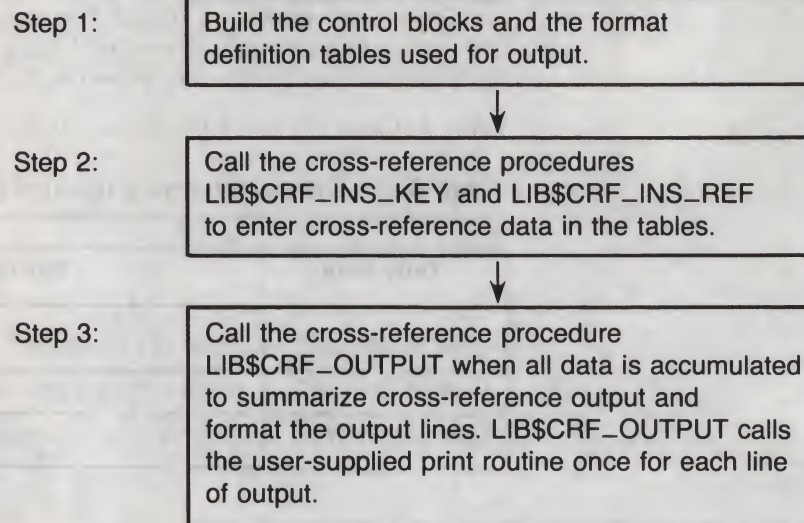 Step 1:
Build the control blocks and the format
definition tables used for output.
Step 2:
Call the cross-reference procedures
LIB$CRF_INS_KEY and LIB$CRF_INS_REF
to enter cross-reference data in the tables.
Step 3:
Call the cross-reference procedure
LIB$CRF_OUTPUT when all data is accumulated
to summarize cross-reference output and
format the output lines. LIB$CRF_OUTPUT calls
the user-supplied print routine once for each line
of output.